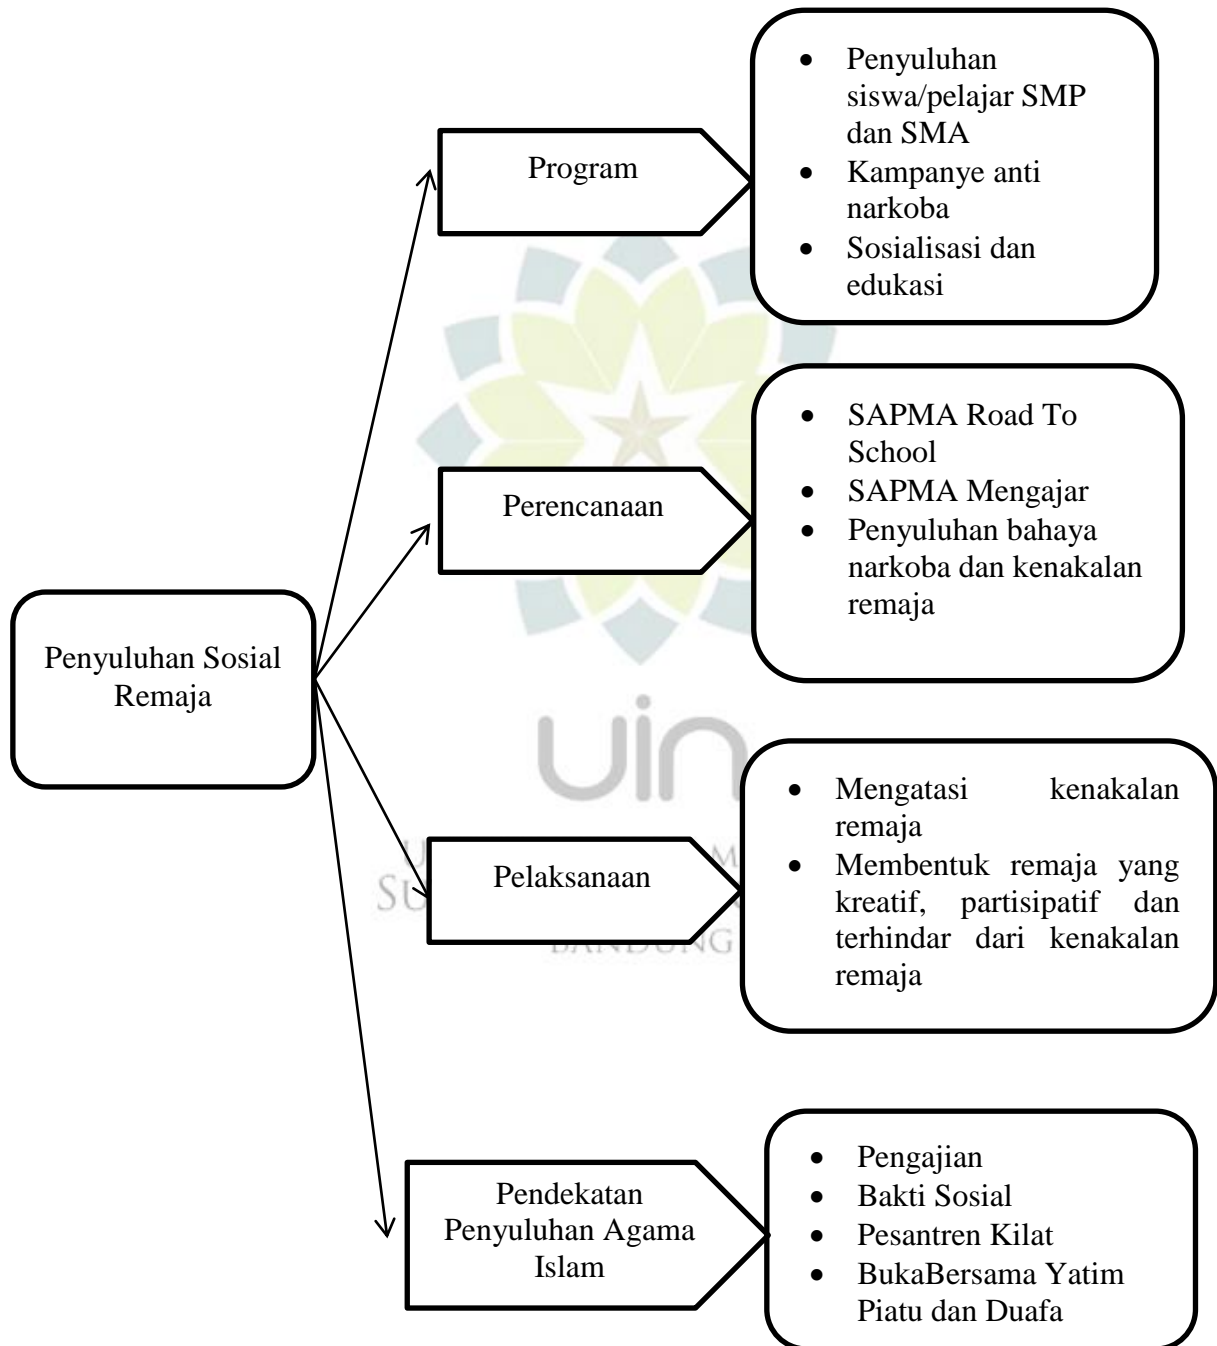 Penyuluhan
siswa/pelajar SMP
dan SMA
Kampanye anti
narkoba
Sosialisasi dan
edukasi
Program
SAPMA Road To
School
SAPMA Mengajar
Penyuluhan bahaya
narkoba dan kenakalan
remaja
Perencanaan
Penyuluhan Sosial
Remaja
uin
Mengatasi kenakalan
remaja
Membentuk remaja yang
kreatif, partisipatif dan
terhindar dari kenakalan
remaja
Pelaksanaan
BANDUNG
Pengajian
Bakti Sosial
Pesantren Kilat
BukaBersama Yatim
Piatu dan Duafa
Pendekatan
Penyuluhan Agama
Islam